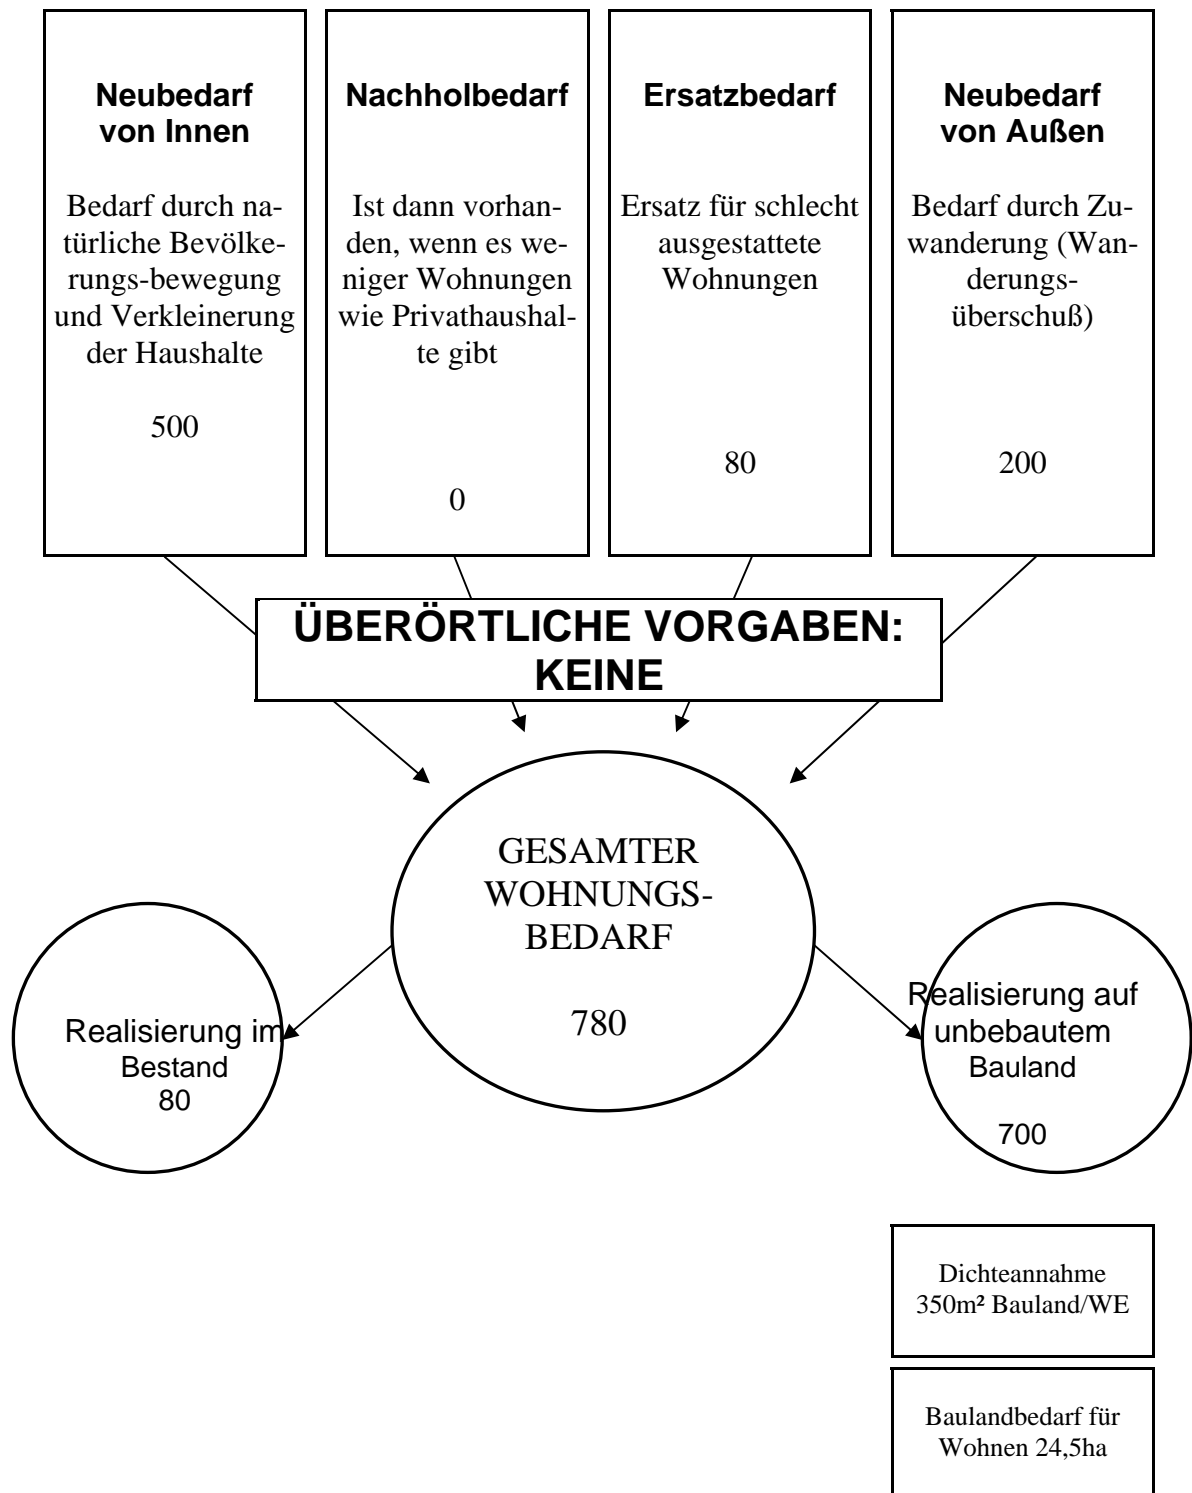 Neubedarf
von Innen
Bedarf durch na-
türliche Bevölke-
rungs-bewegung
und Verkleinerung
der Haushalte
500
Nachholbedarf
Ist dann vorhan-
den, wenn es we-
niger Wohnungen
wie Privathaushal-
te gibt
0
Ersatzbedarf
Ersatz für schlecht
ausgestattete
Wohnungen
80
Neubedarf
von Außen
Bedarf durch Zu-
wanderung (Wan-
derungs-
überschuß)
200
ÜBERÖRTLICHE VORGABEN:
KEINE
GESAMTER
WOHNUNGS-
BEDARF
780
Realisierung im
Bestand
80
Realisierung auf
unbebautem
Bauland
700
Dichteannahme
350m² Bauland/WE
Baulandbedarf für
Wohnen 24,5ha